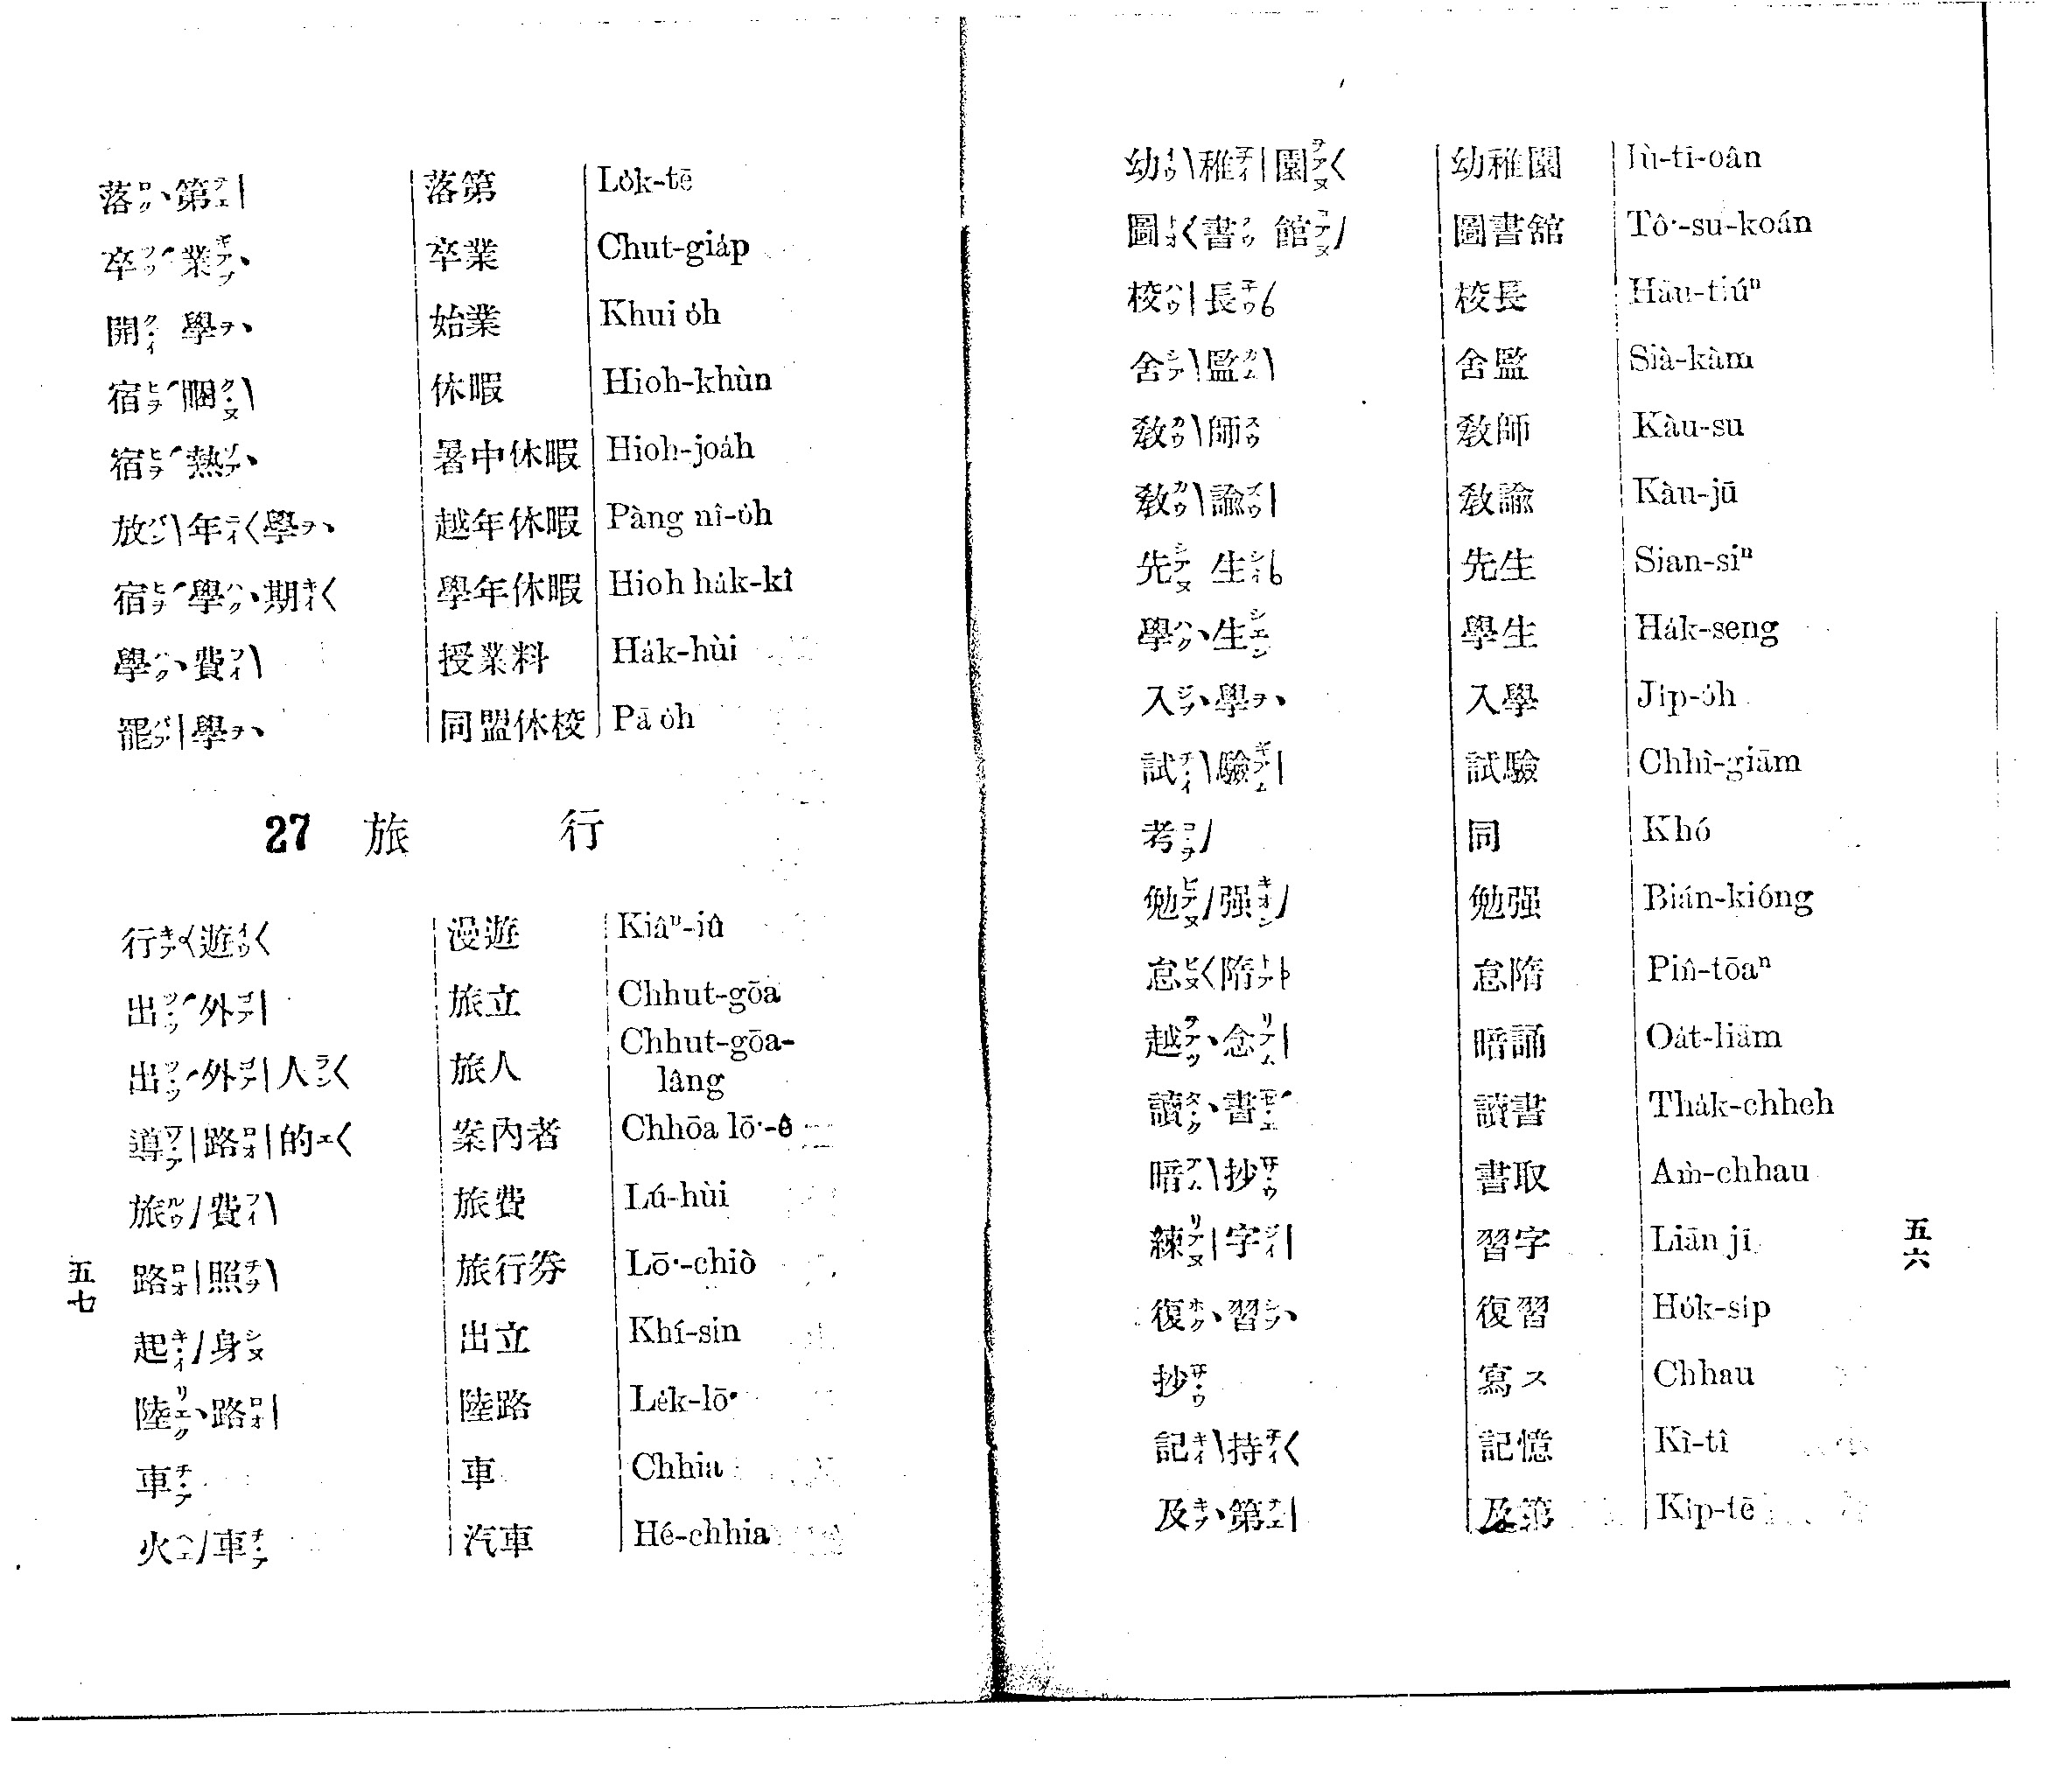 幼稚園 幼稚園 Iù-tī-oân
圖書館 圖書舘 Tô·-su-koán
校長 校長 Hāu-tiúⁿ
舍監 舍監 Sià-kàm
敎師 敎師 Kàu-su
敎諭 敎諭 Kàu-jū
先生 先生 Sian-siⁿ
學生 學生 Ha̍k-seng
入學 入學 Ji̍p-o̍h
試驗 試驗 Chhì-giām
考 同 Khó
勉强 勉强 Bián-kióng
怠隋 怠隋 Pîn-tōaⁿ
越念 暗誦 Oa̍t-liām
讀書 讀書 Tha̍k-chheh
暗抄 書取 Àm-chhau
練字 習字 Liān jī
復習 復習 Ho̍k-si̍p
抄 寫ス Chhau
記持 記憶 Kì-tî
及第 及第 Ki̍p-tē
五六
落第 落第 Lo̍k-tē
卒業 卒業 Chut-gia̍p
開學 始業 Khui o̍h
宿睏 休暇 Hioh-khùn
宿熱 暑中休暇 Hioh-joa̍h
放年學 越年休暇 Pàng nî-o̍h
宿學期 學年休暇 Hioh ha̍k-kî
學費 授業料 Ha̍k-hùi
罷學 同盟休校 Pā o̍h
27 旅行
行遊 漫遊 Kiâⁿ-iû
出外 旅立 Chhut-gōa
出外人 旅人 Chhut-gōa-
lâng
導路的 案內者 Chhōa lō·-ê
旅費 旅費 Lú-hùi
路照 旅行券 Lō·-chiò
起身 出立 Khí-sin
陸路 陸路 Le̍k-lō·
車 車 Chhia
火車 汽車 Hé-chhia
五七